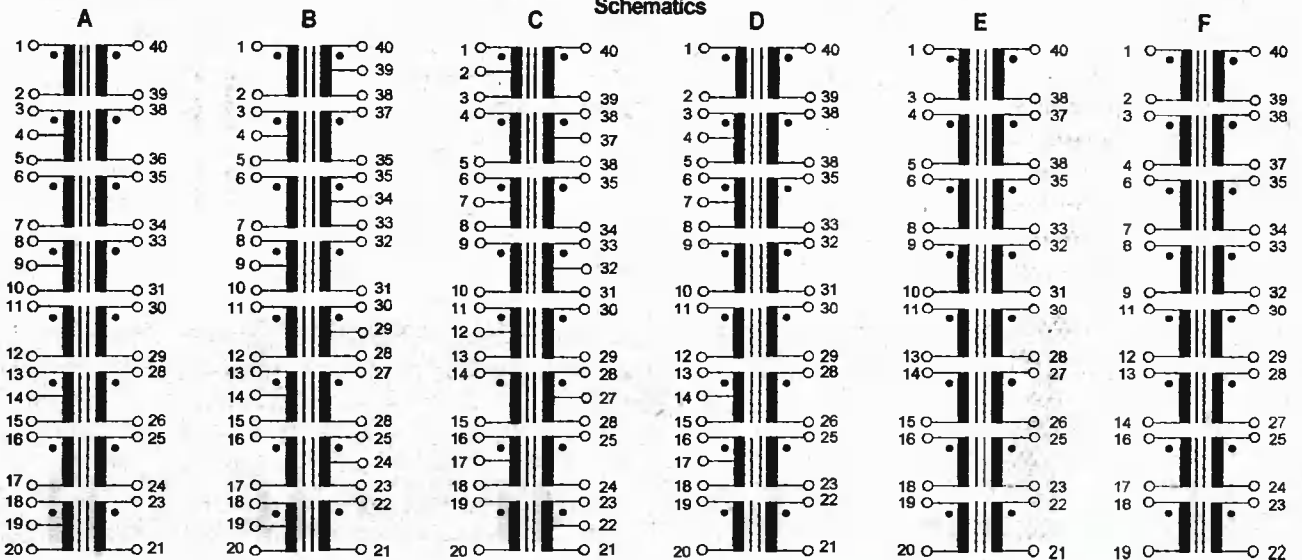 Schematics
A B C D E F
1 40 1 40 1 40 1 40 1 40 1 40
39 2
2 39 2 38 3 39 2 39 3 38 2 39
3 38 3 37 4 38 3 38 4 37 3 38
4 4 37 4
5 36 5 35 5 38 5 38 5 38 4 37
6 35 6 35 6 35 6 35 6 35 6 35
34 7 7
7 34 7 33 8 34 8 33 8 33 7 34
8 33 8 32 9 33 9 32 9 32 8 33
9 9 32
10 31 10 31 10 31 10 31 10 31 9 32
11 30 11 30 11 30 11 30 11 30 11 30
29 12
12 29 12 28 13 29 12 29 13 28 12 29
13 28 13 27 14 28 13 28 14 27 13 28
14 14 27 14
15 26 15 28 15 28 15 26 15 26 14 27
16 25 16 25 16 25 16 25 16 25 16 25
24 17 17
17 24 17 23 18 24 18 23 18 23 17 24
18 23 18 22 19 23 19 22 19 22 18 23
19 19 22
20 21 20 21 20 21 20 21 20 21 19 22